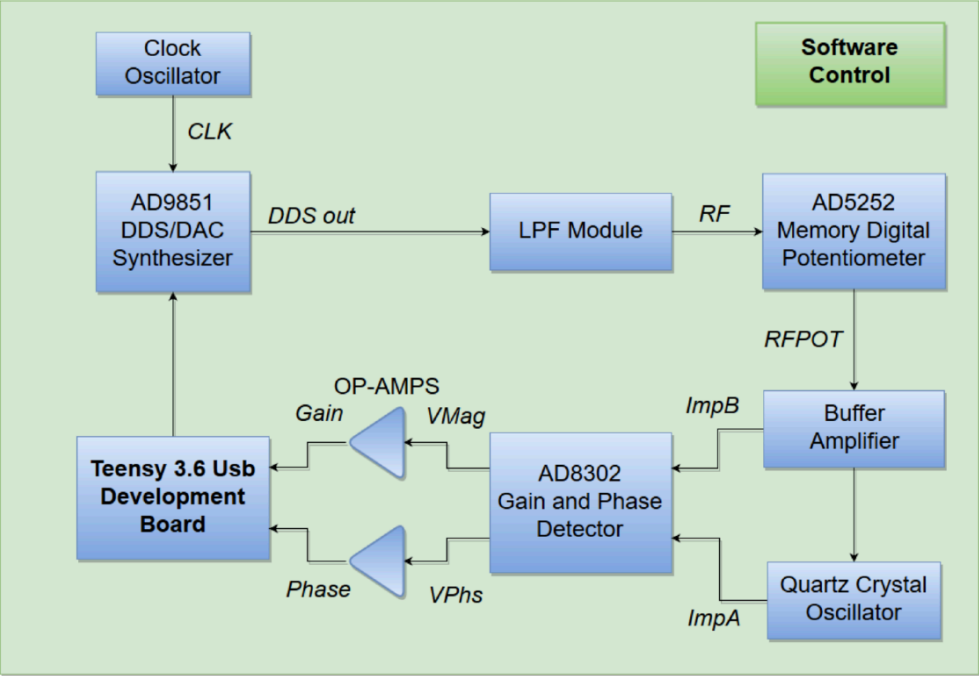 Clock
Oscillator
Software
Control
CLK
AD9851
DDS/DAC
Synthesizer
DDS out
LPF Module
RF
AD5252
Memory Digital
Potentiometer
RFPOT
OP-AMPS
Gain
VMag
ImpB
Buffer
Amplifier
Teensy 3.6 Usb
Development
Board
AD8302
Gain and Phase
Detector
Phase
VPhs
ImpA
Quartz Crystal
Oscillator